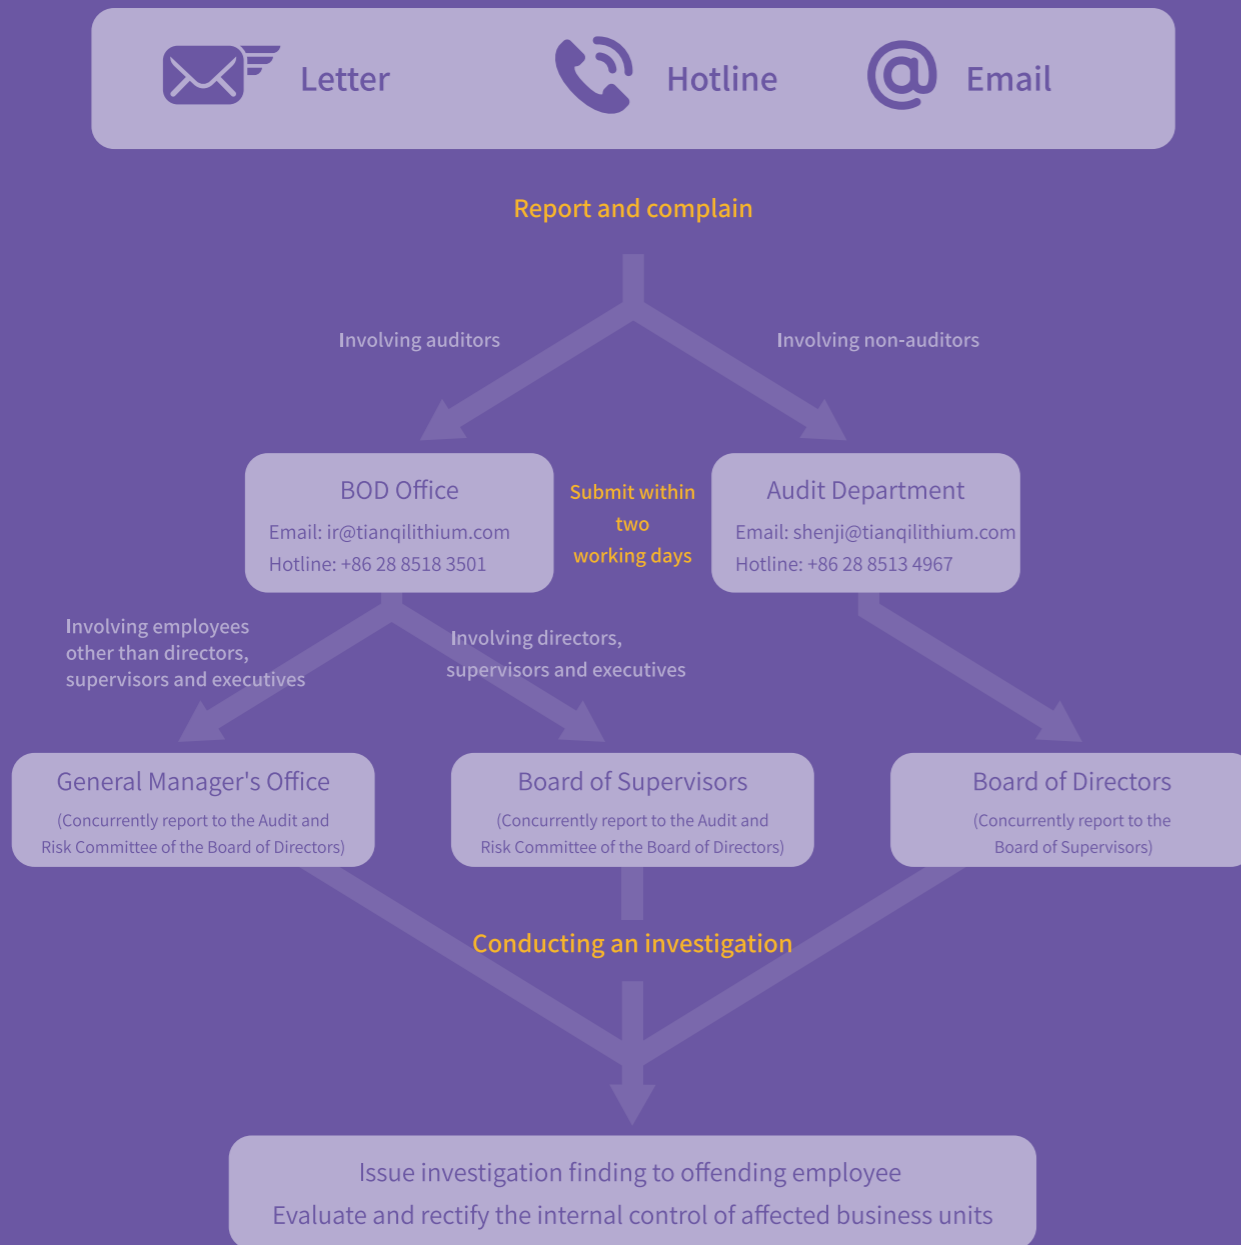 Letter
Hotline
Email
Report and complain
Involving auditors
Involving non-auditors
BOD Office
Email: ir@tianqilithium.com
Hotline: +86 28 8518 3501
Submit within
two
working days
Audit Department
Email: shenji@tianqilithium.com
Hotline: +86 28 8513 4967
Involving employees
other than directors,
supervisors and executives
Involving directors,
supervisors and executives
General Manager's Office
(Concurrently report to the Audit and
Risk Committee of the Board of Directors)
Board of Supervisors
(Concurrently report to the Audit and
Risk Committee of the Board of Directors)
Board of Directors
(Concurrently report to the
Board of Supervisors)
Conducting an investigation
Issue investigation finding to offending employee
Evaluate and rectify the internal control of affected business units